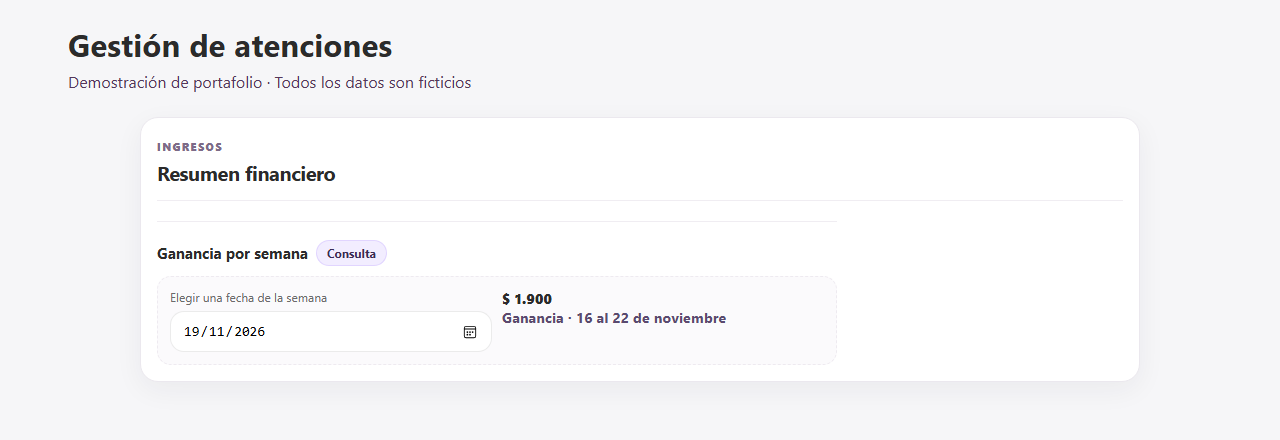 Gestión de atenciones
Demostración de portafolio · Todos los datos son ficticios
INGRESOS
Resumen financiero
Ganancia por semana Consulta
Elegir una fecha de la semana
19/11/2026
$ 1.900
Ganancia · 16 al 22 de noviembre